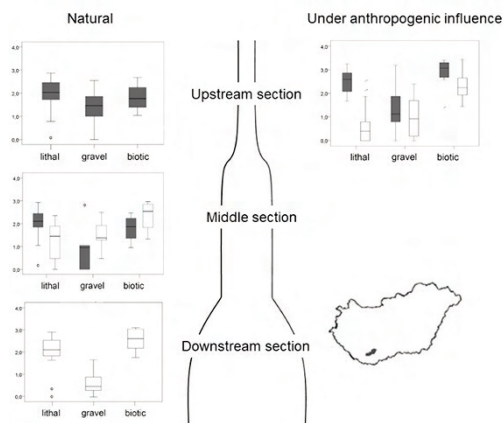 Natural
Under anthropogenic influence
4,0
3,0
2,0
1,0
0,0
lithal gravel biotic
Upstream section
4,0
3,0
2,0
1,0
0,0
lithal gravel biotic
4,0
3,0
2,0
1,0
0,0
lithal gravel biotic
Middle section
4,0
3,0
2,0
1,0
0,0
lithal gravel biotic
Downstream section